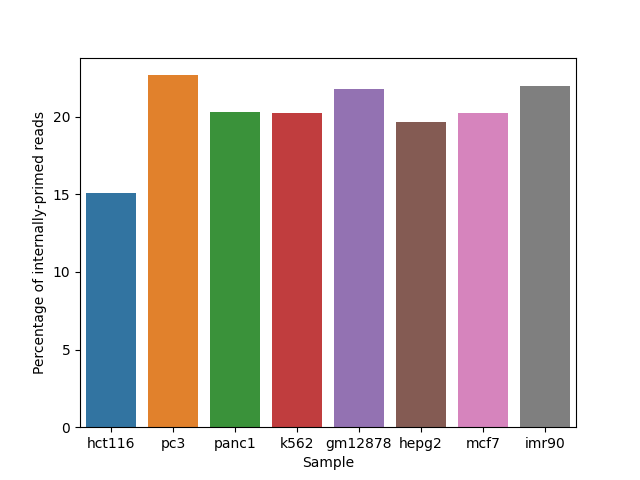 Percentage of internally-primed reads
20
15
10
5
0
hct116 pc3 panc1 k562 gm12878 hepg2 mcf7 imr90
Sample